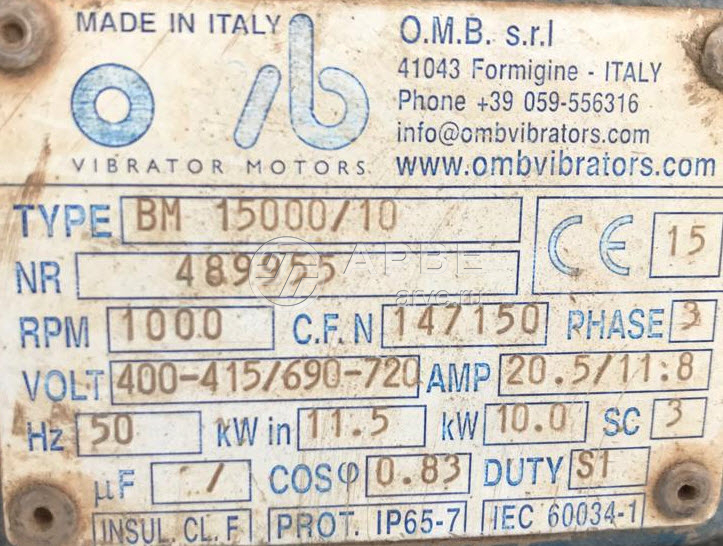 MADE IN ITALY
O.M.B. s.r.l
41043 Formigine - ITALY
Phone +39 059-556316
info@ombvibrators.com
www.ombvibrators.com
omb
VIBRATOR MOTORS
TYPE BM 15000/10
CE 15
NR 489955
RPM 1000 C.F. N 147150 PHASE 3
VOLT 400-415/690-720 AMP 20.5/11:8
Hz 50 kW in 11.5 kW 10.0 SC 3
µF / COSφ 0.83 DUTY S1
INSUL. CL. F PROT. IP65-7 IEC 60034-1